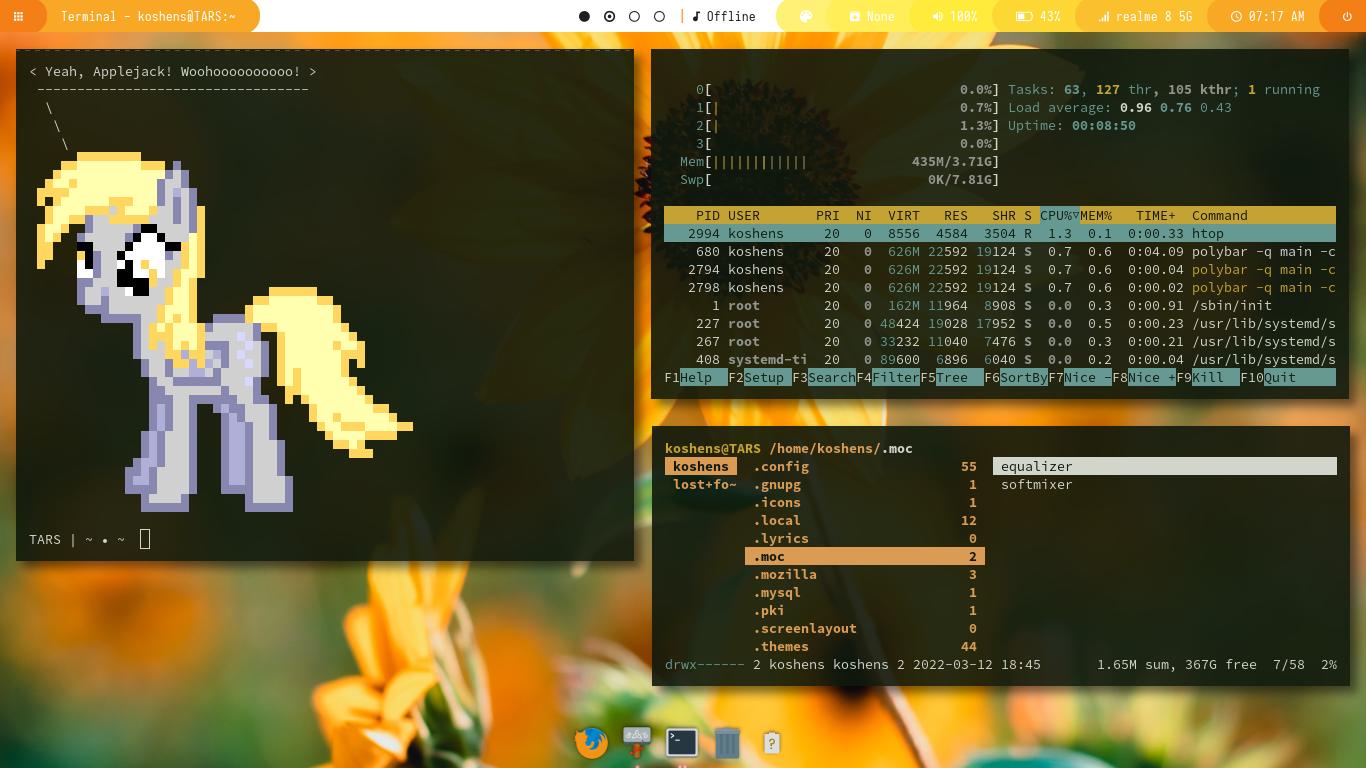 Terminal - koshens@TARS:~
Offline
None
100%
43%
realme 8 5G
07:17 AM
< Yeah, Applejack! Woohoooooooooo! >
----------------------------------
\
\
\
TARS | ~ • ~
0[ 0.0%] Tasks: 63, 127 thr, 105 kthr; 1 running
1[| 0.7%] Load average: 0.96 0.76 0.43
2[| 1.3%] Uptime: 00:08:50
3[ 0.0%]
Mem[|||||||||||| 435M/3.71G]
Swp[ 0K/7.81G]
PID USER PRI NI VIRT RES SHR S CPU%▽MEM% TIME+ Command
2994 koshens 20 0 8556 4584 3504 R 1.3 0.1 0:00.33 htop
680 koshens 20 0 626M 22592 19124 S 0.7 0.6 0:04.09 polybar -q main -c
2794 koshens 20 0 626M 22592 19124 S 0.7 0.6 0:00.04 polybar -q main -c
2798 koshens 20 0 626M 22592 19124 S 0.7 0.6 0:00.02 polybar -q main -c
1 root 20 0 162M 11964 8908 S 0.0 0.3 0:00.91 /sbin/init
227 root 20 0 48424 19028 17952 S 0.0 0.5 0:00.23 /usr/lib/systemd/s
267 root 20 0 33232 11040 7476 S 0.0 0.3 0:00.21 /usr/lib/systemd/s
408 systemd-ti 20 0 89600 6896 6040 S 0.0 0.2 0:00.04 /usr/lib/systemd/s
F1Help F2Setup F3SearchF4FilterF5Tree F6SortByF7Nice -F8Nice +F9Kill F10Quit
koshens@TARS /home/koshens/.moc
koshens .config 55 equalizer
lost+fo~ .gnupg 1 softmixer
.icons 1
.local 12
.lyrics 0
.moc 2
.mozilla 3
.mysql 1
.pki 1
.screenlayout 0
.themes 44
drwx------ 2 koshens koshens 2 2022-03-12 18:45 1.65M sum, 367G free 7/58 2%